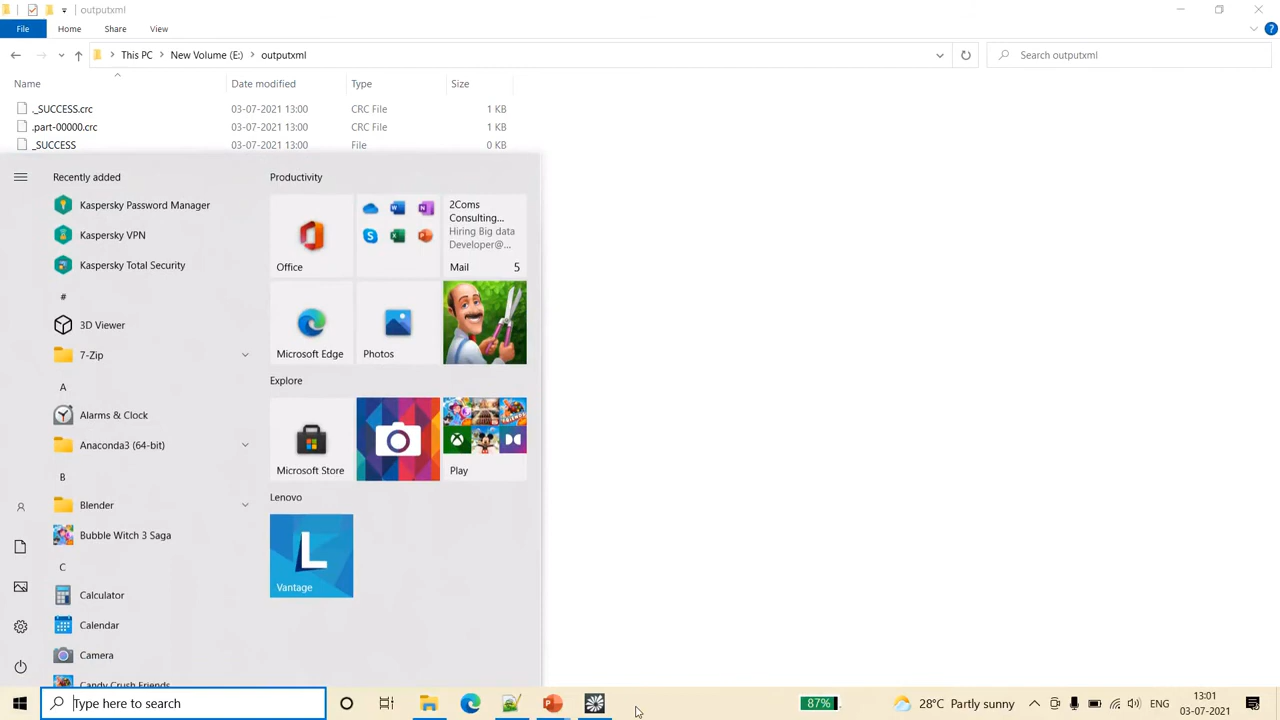 outputxml
File Home Share View
This PC New Volume (E:) outputxml
Search outputxml
Name Date modified Type Size
._SUCCESS.crc 03-07-2021 13:00 CRC File 1 KB
.part-00000.crc 03-07-2021 13:00 CRC File 1 KB
_SUCCESS 03-07-2021 13:00 File 0 KB
Recently added
Kaspersky Password Manager
Kaspersky VPN
Kaspersky Total Security
#
3D Viewer
7-Zip
A
Alarms & Clock
Anaconda3 (64-bit)
B
Blender
Bubble Witch 3 Saga
C
Calculator
Calendar
Camera
Candy Crush Friends
Productivity
Office
2Coms
Consulting...
Hiring Big data
Developer@...
Mail 5
Microsoft Edge
Photos
Explore
Microsoft Store
Play
Lenovo
L
Vantage
Type here to search
87%
28°C Partly sunny
ENG
13:01
03-07-2021